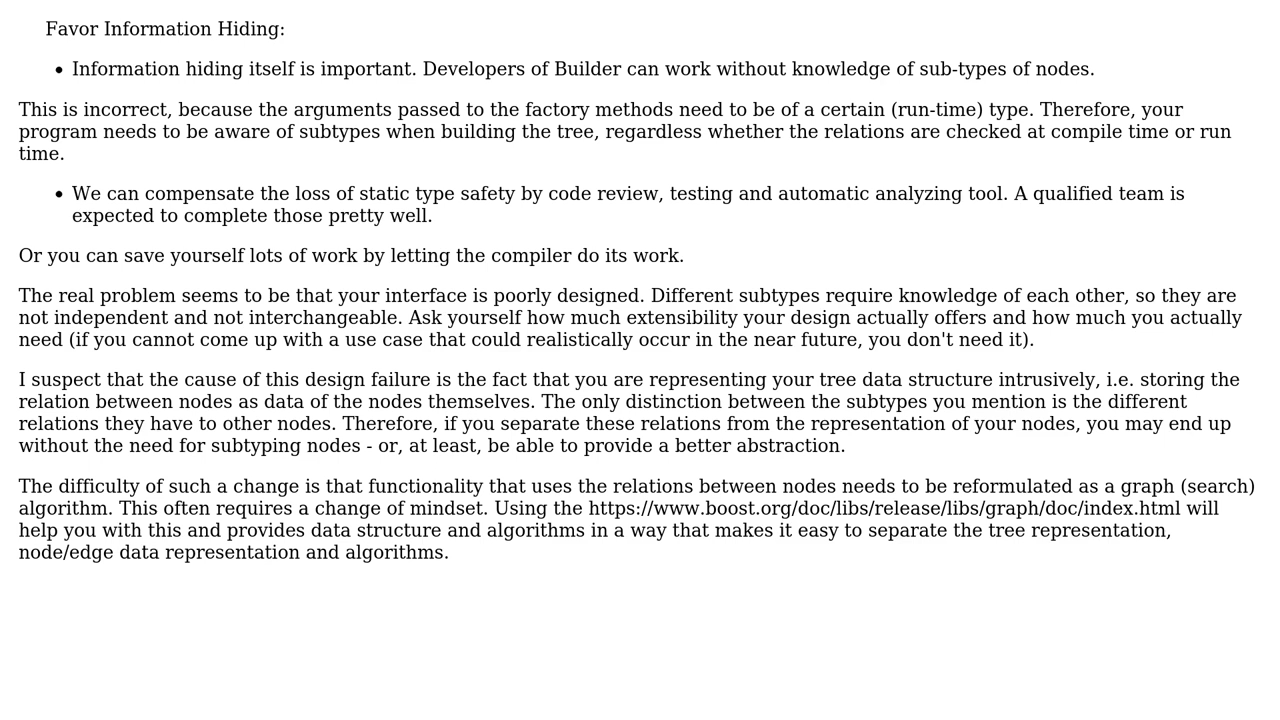 Favor Information Hiding:
• Information hiding itself is important. Developers of Builder can work without knowledge of sub-types of nodes.
This is incorrect, because the arguments passed to the factory methods need to be of a certain (run-time) type. Therefore, your
program needs to be aware of subtypes when building the tree, regardless whether the relations are checked at compile time or run
time.
• We can compensate the loss of static type safety by code review, testing and automatic analyzing tool. A qualified team is
expected to complete those pretty well.
Or you can save yourself lots of work by letting the compiler do its work.
The real problem seems to be that your interface is poorly designed. Different subtypes require knowledge of each other, so they are
not independent and not interchangeable. Ask yourself how much extensibility your design actually offers and how much you actually
need (if you cannot come up with a use case that could realistically occur in the near future, you don't need it).
I suspect that the cause of this design failure is the fact that you are representing your tree data structure intrusively, i.e. storing the
relation between nodes as data of the nodes themselves. The only distinction between the subtypes you mention is the different
relations they have to other nodes. Therefore, if you separate these relations from the representation of your nodes, you may end up
without the need for subtyping nodes - or, at least, be able to provide a better abstraction.
The difficulty of such a change is that functionality that uses the relations between nodes needs to be reformulated as a graph (search)
algorithm. This often requires a change of mindset. Using the https://www.boost.org/doc/libs/release/libs/graph/doc/index.html will
help you with this and provides data structure and algorithms in a way that makes it easy to separate the tree representation,
node/edge data representation and algorithms.